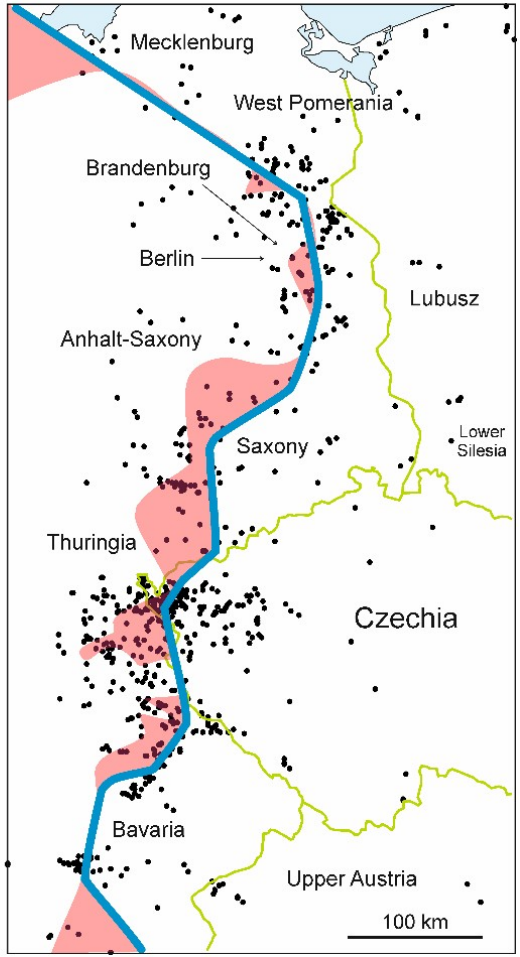 Mecklenburg
West Pomerania
Brandenburg
Berlin
Lubusz
Anhalt-Saxony
Lower
Silesia
Saxony
Thuringia
Czechia
Bavaria
Upper Austria
100 km